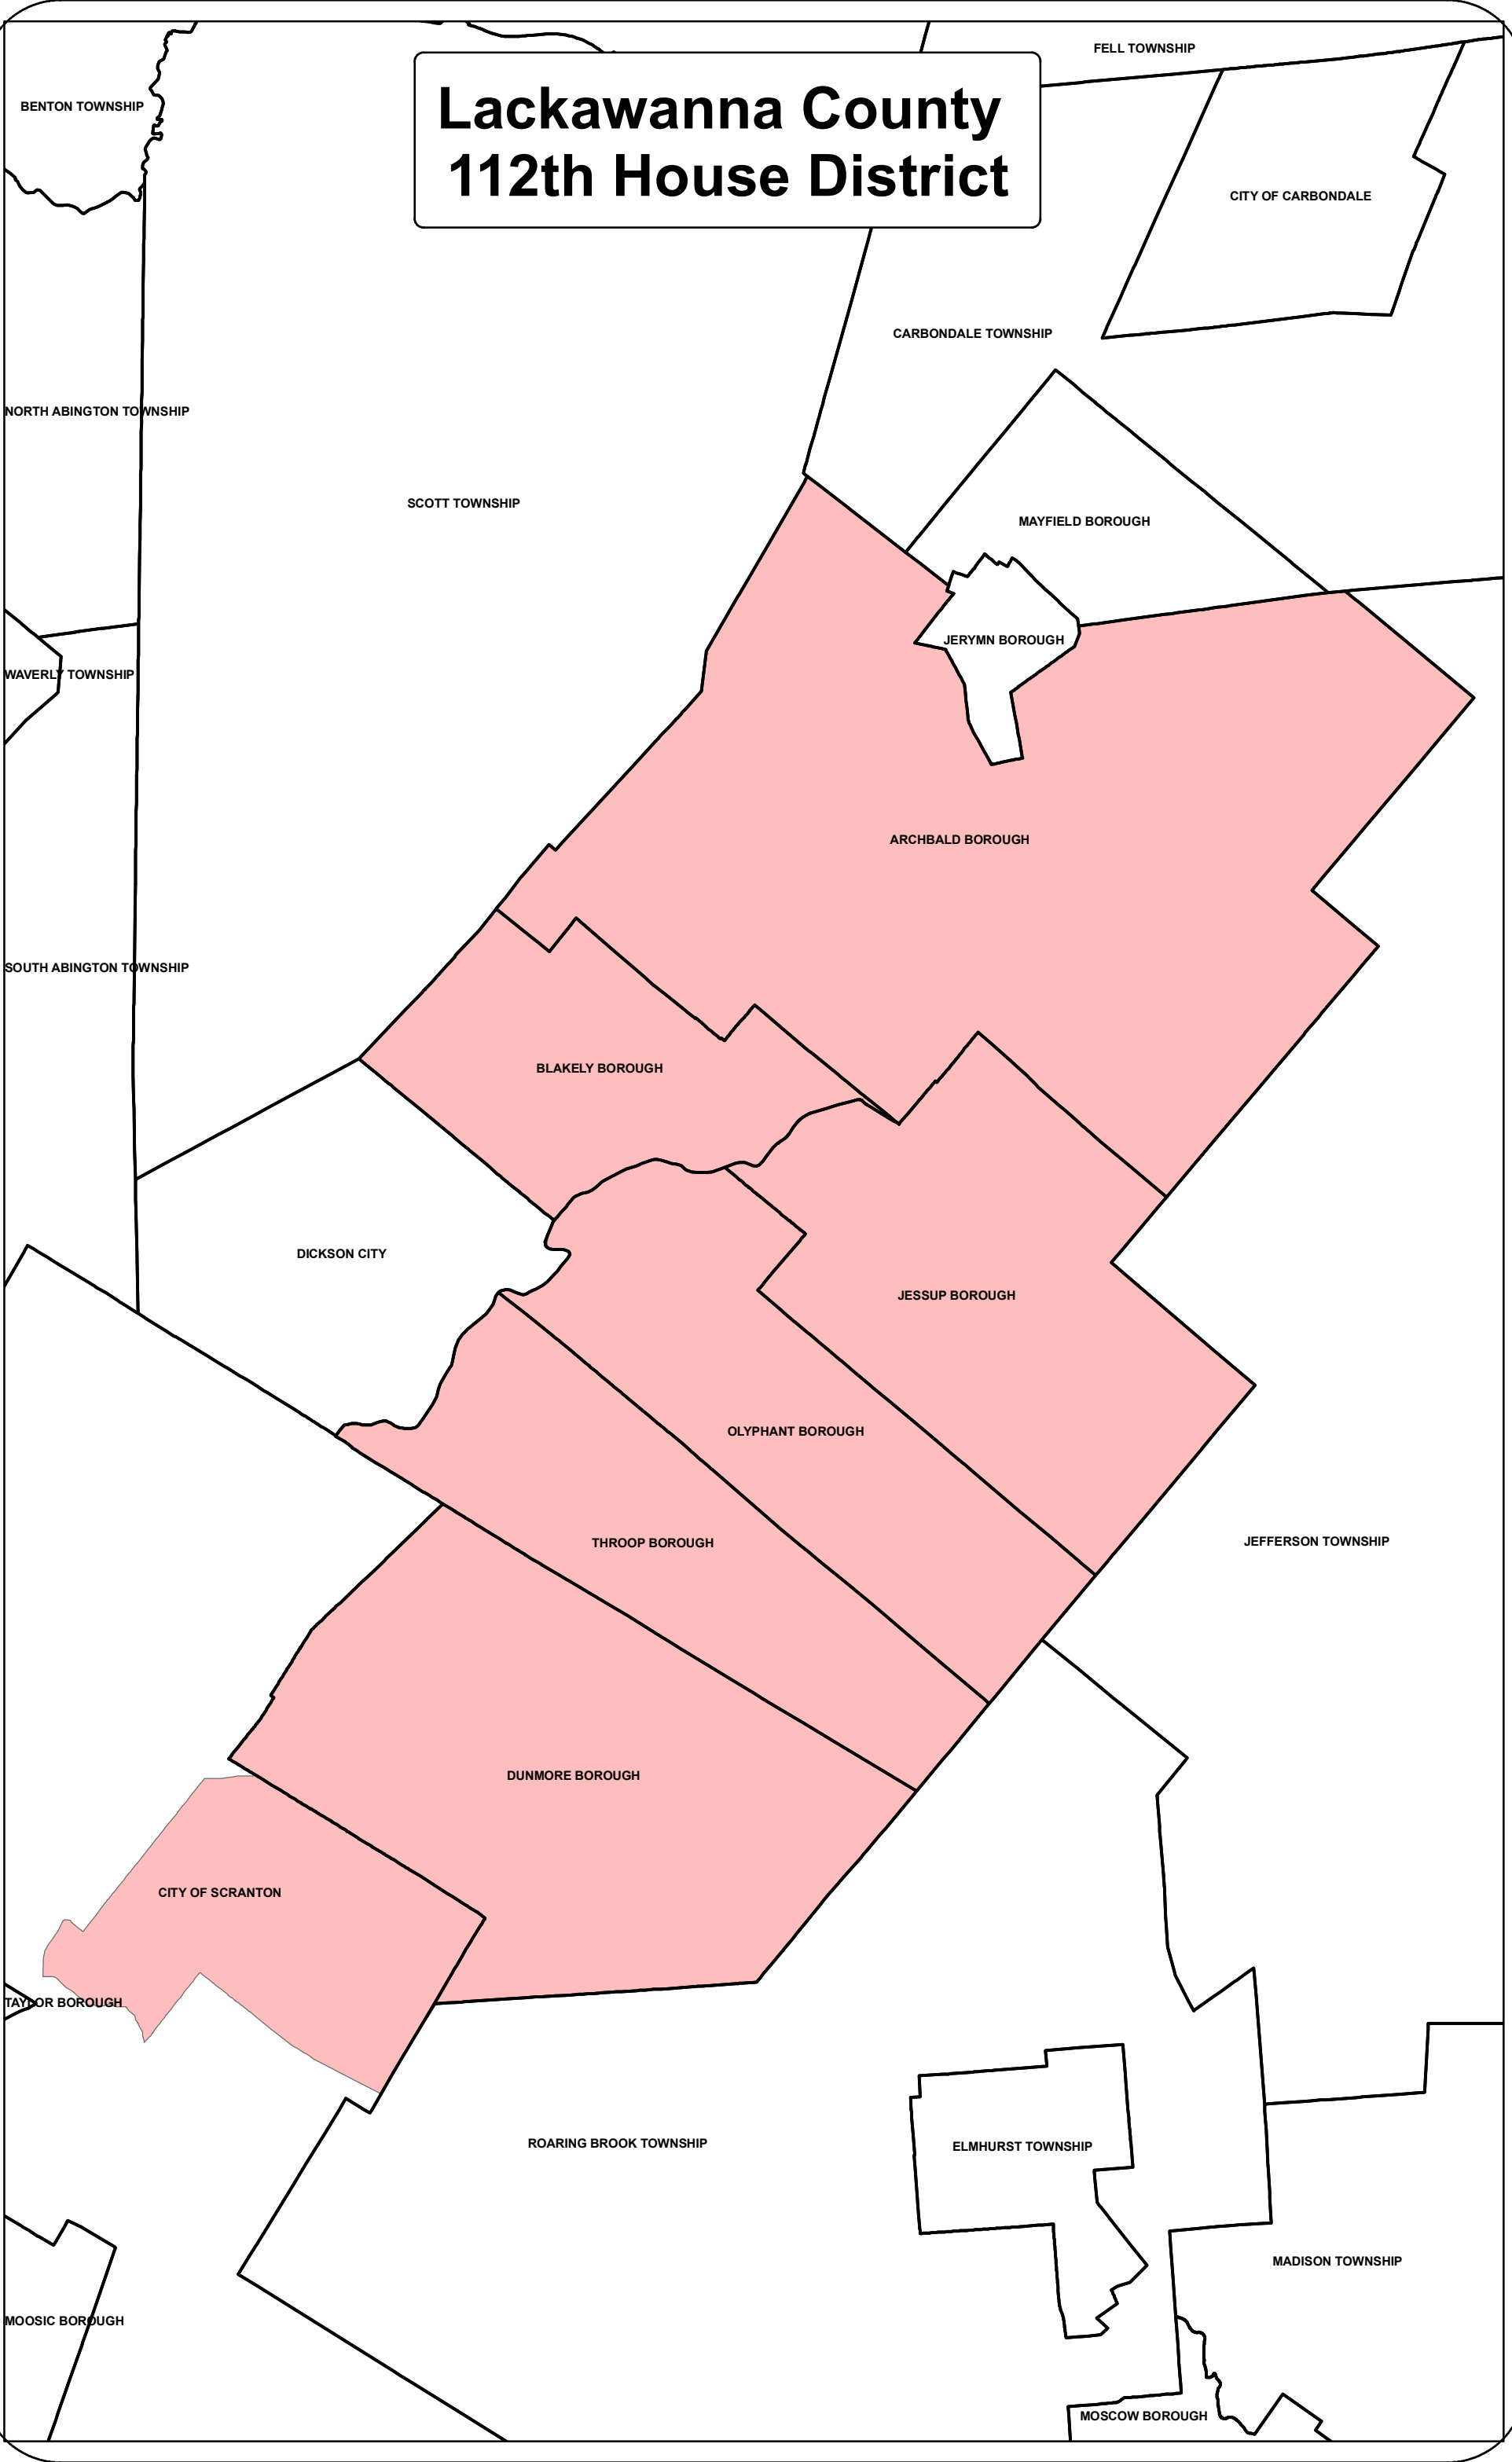 FELL TOWNSHIP
BENTON TOWNSHIP
Lackawanna County
112th House District
CITY OF CARBONDALE
CARBONDALE TOWNSHIP
NORTH ABINGTON TOWNSHIP
SCOTT TOWNSHIP
MAYFIELD BOROUGH
JERYMN BOROUGH
WAVERLY TOWNSHIP
ARCHBALD BOROUGH
SOUTH ABINGTON TOWNSHIP
BLAKELY BOROUGH
DICKSON CITY
JESSUP BOROUGH
OLYPHANT BOROUGH
THROOP BOROUGH
JEFFERSON TOWNSHIP
DUNMORE BOROUGH
CITY OF SCRANTON
TAYLOR BOROUGH
ROARING BROOK TOWNSHIP
ELMHURST TOWNSHIP
MADISON TOWNSHIP
MOOSIC BOROUGH
MOSCOW BOROUGH